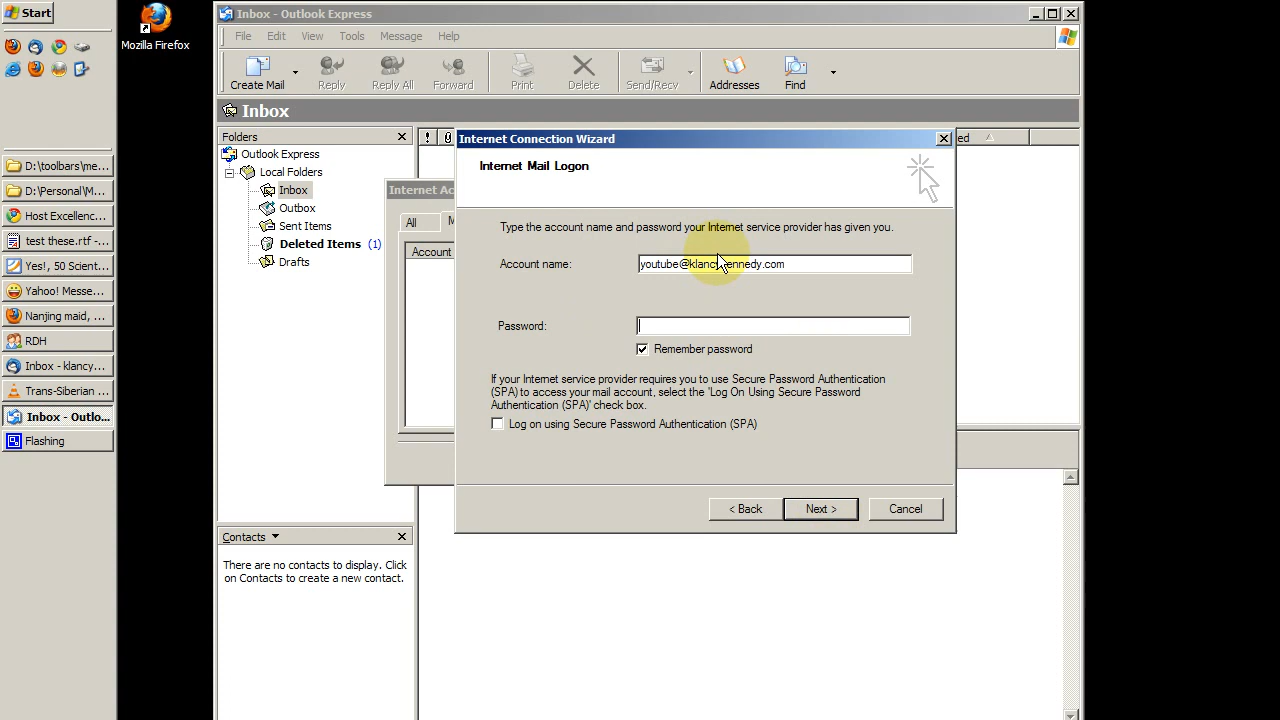 Start
Mozilla Firefox
D:\toolbars\me...
D:\Personal\M...
Host Excellenc...
test these.rtf - ...
Yes!, 50 Scient...
Yahoo! Messe...
Nanjing maid, ...
RDH
Inbox - klancy...
Trans-Siberian ...
Inbox - Outlo...
Flashing
Inbox - Outlook Express
File Edit View Tools Message Help
Create Mail Reply Reply All Forward Print Delete Send/Recv Addresses Find
Inbox
Folders
Outlook Express
Local Folders
Inbox
Outbox
Sent Items
Deleted Items (1)
Drafts
Contacts
There are no contacts to display. Click
on Contacts to create a new contact.
Internet Ac
All M
Account
ed
Internet Connection Wizard
Internet Mail Logon
Type the account name and password your Internet service provider has given you.
Account name: youtube@klancykennedy.com
Password:
Remember password
If your Internet service provider requires you to use Secure Password Authentication
(SPA) to access your mail account, select the 'Log On Using Secure Password
Authentication (SPA)' check box.
Log on using Secure Password Authentication (SPA)
< Back Next > Cancel